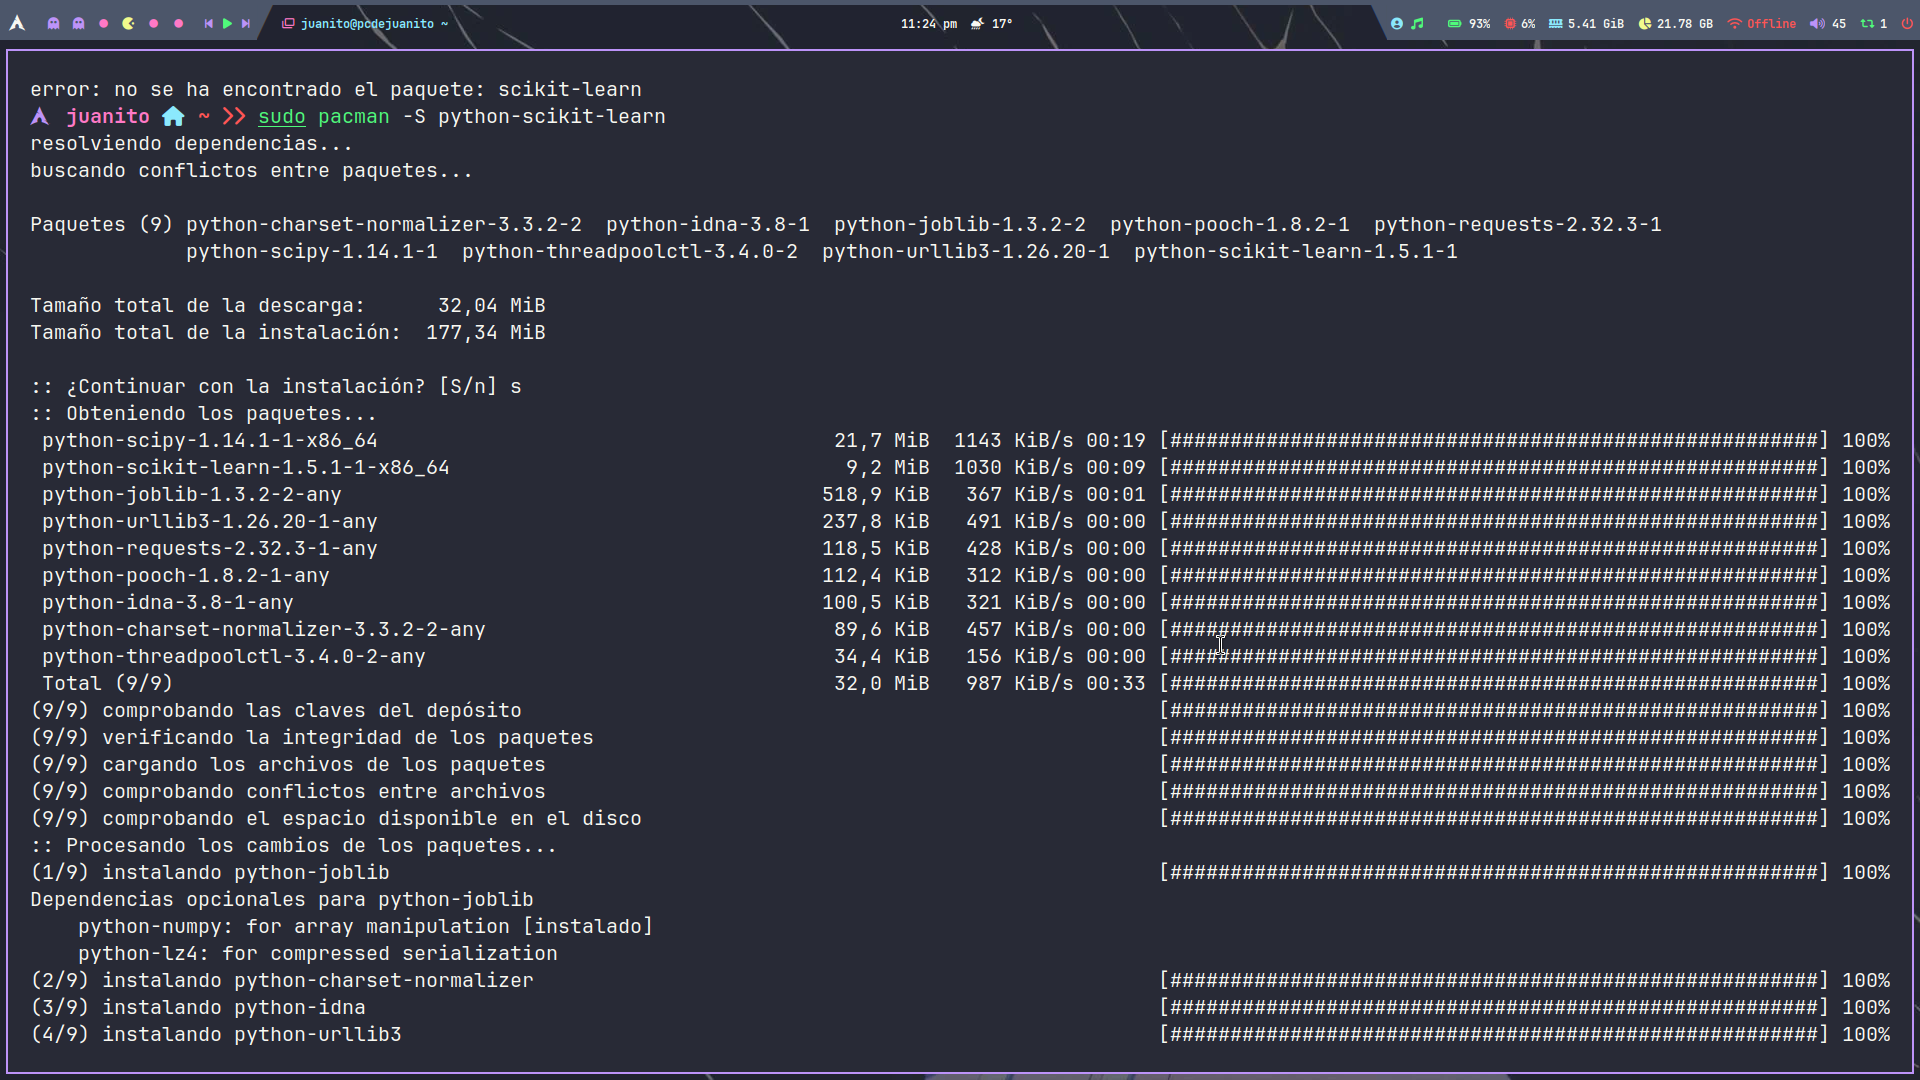 juanito@pcdejuanito ~
11:24 pm 17°
93% 6% 5.41 GiB 21.78 GB Offline 45 1
error: no se ha encontrado el paquete: scikit-learn
juanito ~ >> sudo pacman -S python-scikit-learn
resolviendo dependencias...
buscando conflictos entre paquetes...
Paquetes (9) python-charset-normalizer-3.3.2-2 python-idna-3.8-1 python-joblib-1.3.2-2 python-pooch-1.8.2-1 python-requests-2.32.3-1
python-scipy-1.14.1-1 python-threadpoolctl-3.4.0-2 python-urllib3-1.26.20-1 python-scikit-learn-1.5.1-1
Tamaño total de la descarga: 32,04 MiB
Tamaño total de la instalación: 177,34 MiB
:: ¿Continuar con la instalación? [S/n] s
:: Obteniendo los paquetes...
python-scipy-1.14.1-1-x86_64 21,7 MiB 1143 KiB/s 00:19 [######################################################] 100%
python-scikit-learn-1.5.1-1-x86_64 9,2 MiB 1030 KiB/s 00:09 [######################################################] 100%
python-joblib-1.3.2-2-any 518,9 KiB 367 KiB/s 00:01 [######################################################] 100%
python-urllib3-1.26.20-1-any 237,8 KiB 491 KiB/s 00:00 [######################################################] 100%
python-requests-2.32.3-1-any 118,5 KiB 428 KiB/s 00:00 [######################################################] 100%
python-pooch-1.8.2-1-any 112,4 KiB 312 KiB/s 00:00 [######################################################] 100%
python-idna-3.8-1-any 100,5 KiB 321 KiB/s 00:00 [######################################################] 100%
python-charset-normalizer-3.3.2-2-any 89,6 KiB 457 KiB/s 00:00 [######################################################] 100%
python-threadpoolctl-3.4.0-2-any 34,4 KiB 156 KiB/s 00:00 [######################################################] 100%
Total (9/9) 32,0 MiB 987 KiB/s 00:33 [######################################################] 100%
(9/9) comprobando las claves del depósito [######################################################] 100%
(9/9) verificando la integridad de los paquetes [######################################################] 100%
(9/9) cargando los archivos de los paquetes [######################################################] 100%
(9/9) comprobando conflictos entre archivos [######################################################] 100%
(9/9) comprobando el espacio disponible en el disco [######################################################] 100%
:: Procesando los cambios de los paquetes...
(1/9) instalando python-joblib [######################################################] 100%
Dependencias opcionales para python-joblib
python-numpy: for array manipulation [instalado]
python-lz4: for compressed serialization
(2/9) instalando python-charset-normalizer [######################################################] 100%
(3/9) instalando python-idna [######################################################] 100%
(4/9) instalando python-urllib3 [######################################################] 100%